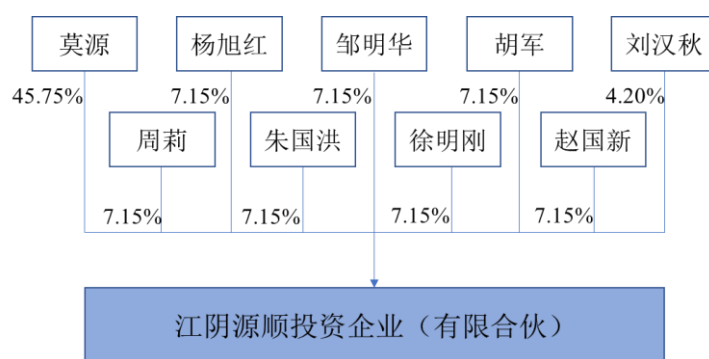 莫源
杨旭红
邹明华
胡军
刘汉秋
45.75%
7.15%
7.15%
7.15%
4.20%
周莉
朱国洪
徐明刚
赵国新
7.15%
7.15%
7.15%
7.15%
江阴源顺投资企业（有限合伙）